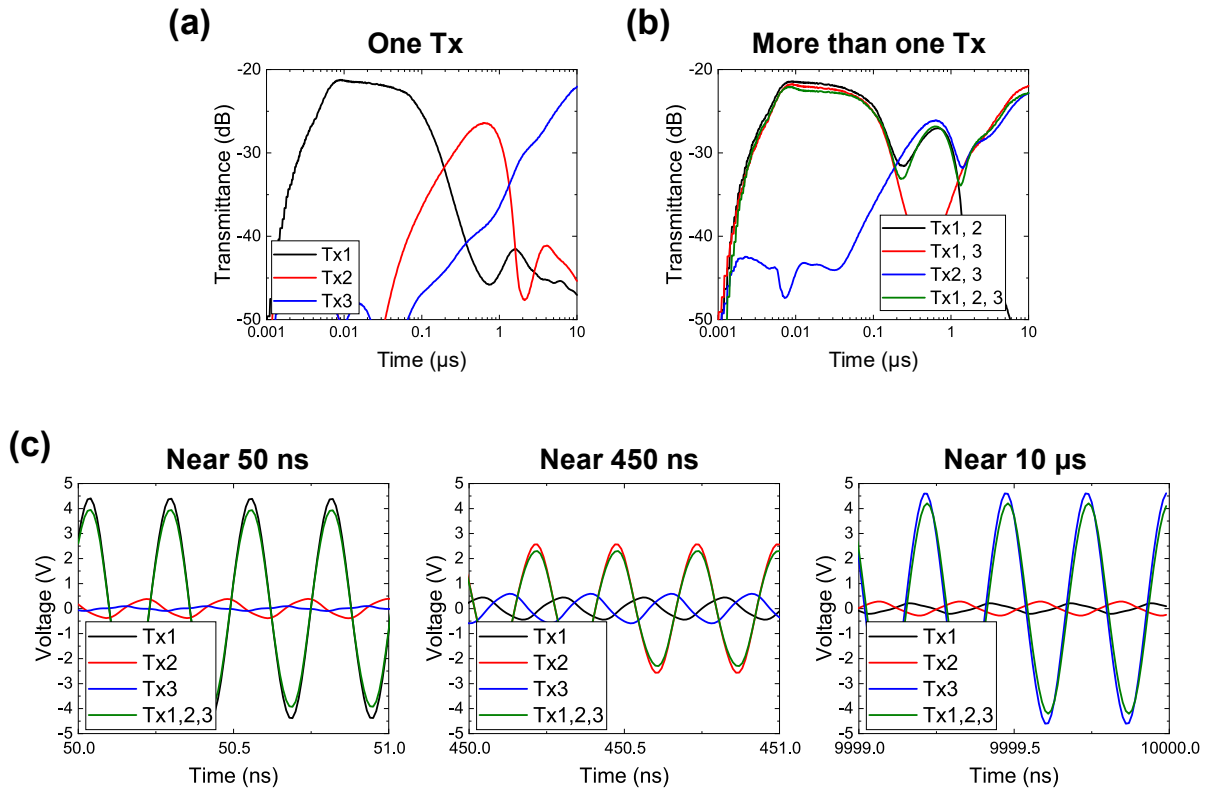 (a)
One Tx
Transmittance (dB)
-20
-30
-40
-50
Tx1
Tx2
Tx3
0.001
0.01
0.1
1
10
Time (µs)
(b)
More than one Tx
Transmittance (dB)
-20
-30
-40
-50
Tx1, 2
Tx1, 3
Tx2, 3
Tx1, 2, 3
0.001
0.01
0.1
1
10
Time (µs)
(c)
Near 50 ns
Voltage (V)
5
4
3
2
1
0
-1
-2
-3
-4
-5
Tx1
Tx2
Tx3
Tx1,2,3
50.0
50.5
51.0
Time (ns)
Near 450 ns
Voltage (V)
5
4
3
2
1
0
-1
-2
-3
-4
-5
Tx1
Tx2
Tx3
Tx1,2,3
450.0
450.5
451.0
Time (ns)
Near 10 µs
Voltage (V)
5
4
3
2
1
0
-1
-2
-3
-4
-5
Tx1
Tx2
Tx3
Tx1,2,3
9999.0
9999.5
10000.0
Time (ns)